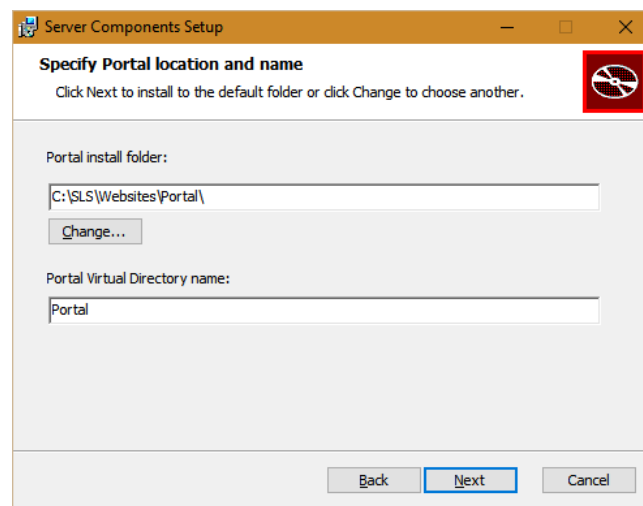 Server Components Setup
Specify Portal location and name
Click Next to install to the default folder or click Change to choose another.
Portal install folder:
C:\SLS\Websites\Portal\
Change...
Portal Virtual Directory name:
Portal
Back Next Cancel